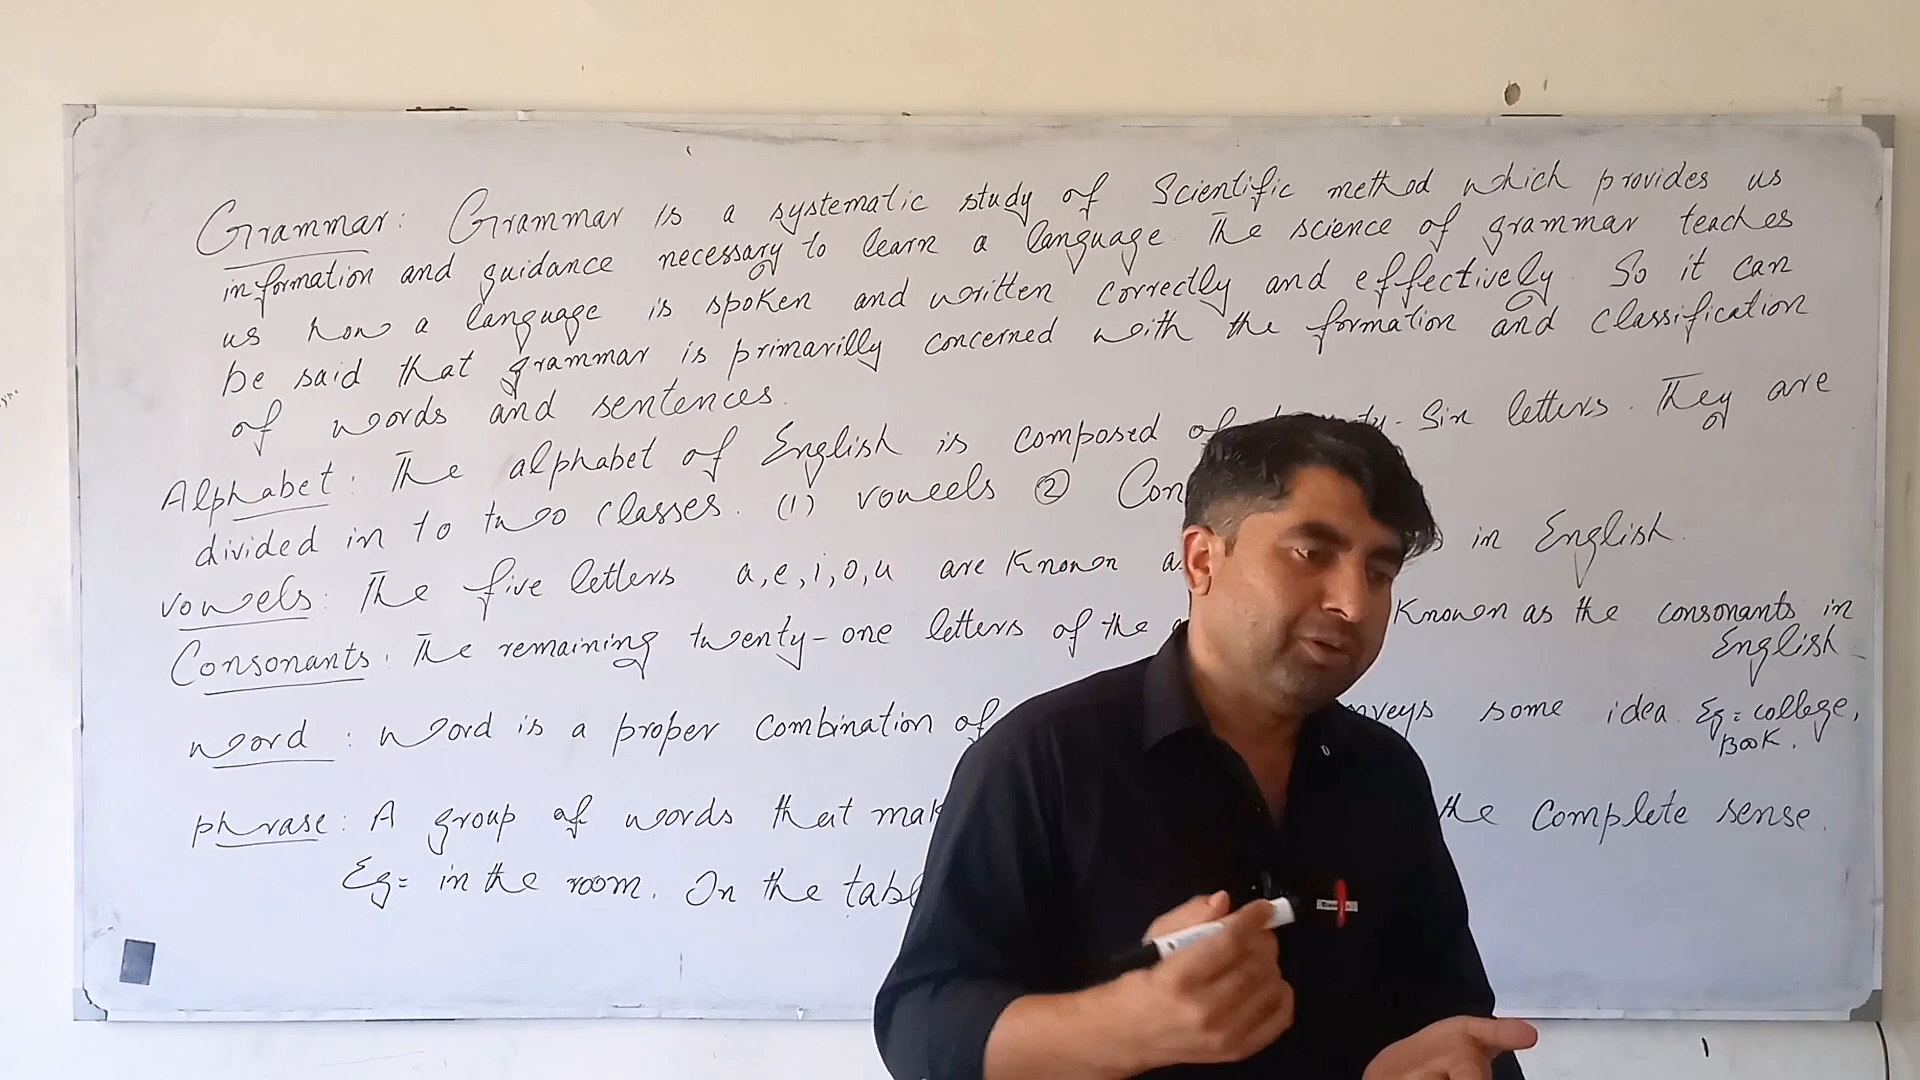 Grammar: Grammar is a systematic study of Scientific method which provides us
information and guidance necessary to learn a language. The science of grammar teaches
us how a language is spoken and written correctly and effectively. So it can
be said that grammar is primarilly concerned with the formation and classification
of words and sentences.
Alphabet: The alphabet of English is composed of - Six letters. They are
divided in to two classes. (1) voweels ② Con
vowels: The five letters a, e, i, o, u are known a s in English.
Consonants: The remaining twenty-one letters of the known as the consonants in
English
word: word is a proper combination of nveys some idea. Eg= college,
Book.
phrase: A group of words that mak the complete sense.
Eg= in the room. On the tabl